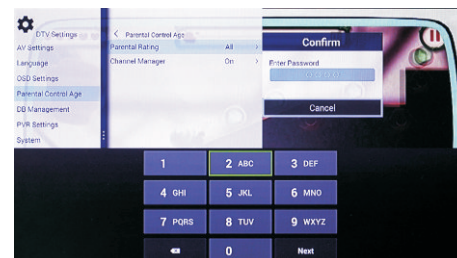 DTV Settings
AV Settings
Language
OSD Settings
Parental Control Age
DB Management
PVR Settings
System
< Parental Control Age
Parental Rating All >
Channel Manager On >
Confirm
Enter Password
Cancel
1
2 ABC
3 DEF
4 GHI
5 JKL
6 MNO
7 PQRS
8 TUV
9 WXYZ
0
Next